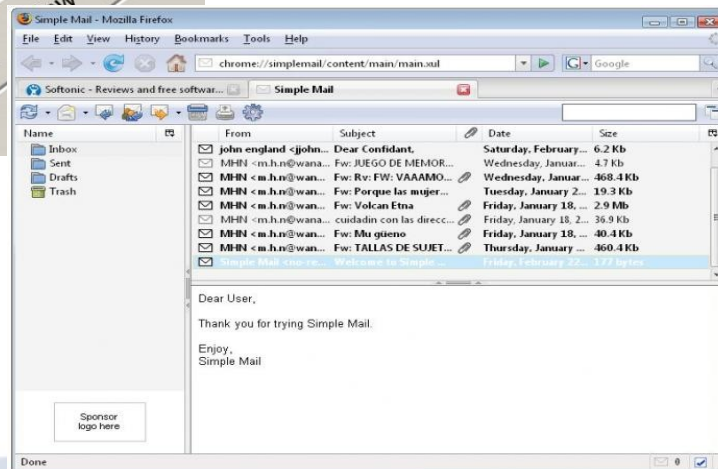 Simple Mail - Mozilla Firefox
File Edit View History Bookmarks Tools Help
chrome://simplemail/content/main/main.xul
Google
Softonic - Reviews and free softwar...
Simple Mail
Name From Subject Date Size
Inbox
Sent
Drafts
Trash
john england <jjohn... Dear Confidant, Saturday, February... 6.2 Kb
MHN <m.h.n@wana... Fw: JUEGO DE MEMOR... Wednesday, Januar... 4.7 Kb
MHN <m.h.n@wan... Fw: Rv: FW: VAAAMO... Wednesday, Januar... 468.4 Kb
MHN <m.h.n@wan... Fw: Porque las mujer... Tuesday, January 2... 19.3 Kb
MHN <m.h.n@wan... Fw: Volcan Etna Friday, January 18, ... 2.9 Mb
MHN <m.h.n@wana... cuidadin con las direcc... Friday, January 18, 2... 36.9 Kb
MHN <m.h.n@wan... Fw: Mu güeno Friday, January 18, ... 40.4 Kb
MHN <m.h.n@wan... Fw: TALLAS DE SUJET... Thursday, January ... 460.4 Kb
Simple Mail <no-re... Welcome to Simple ... Friday, February 22... 177 bytes
Dear User,
Thank you for trying Simple Mail.
Enjoy,
Simple Mail
Sponsor
logo here
Done
0